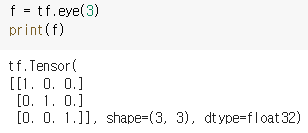 f = tf.eye(3)
print(f)
tf.Tensor(
[[1. 0. 0.]
 [0. 1. 0.]
 [0. 0. 1.]], shape=(3, 3), dtype=float32)